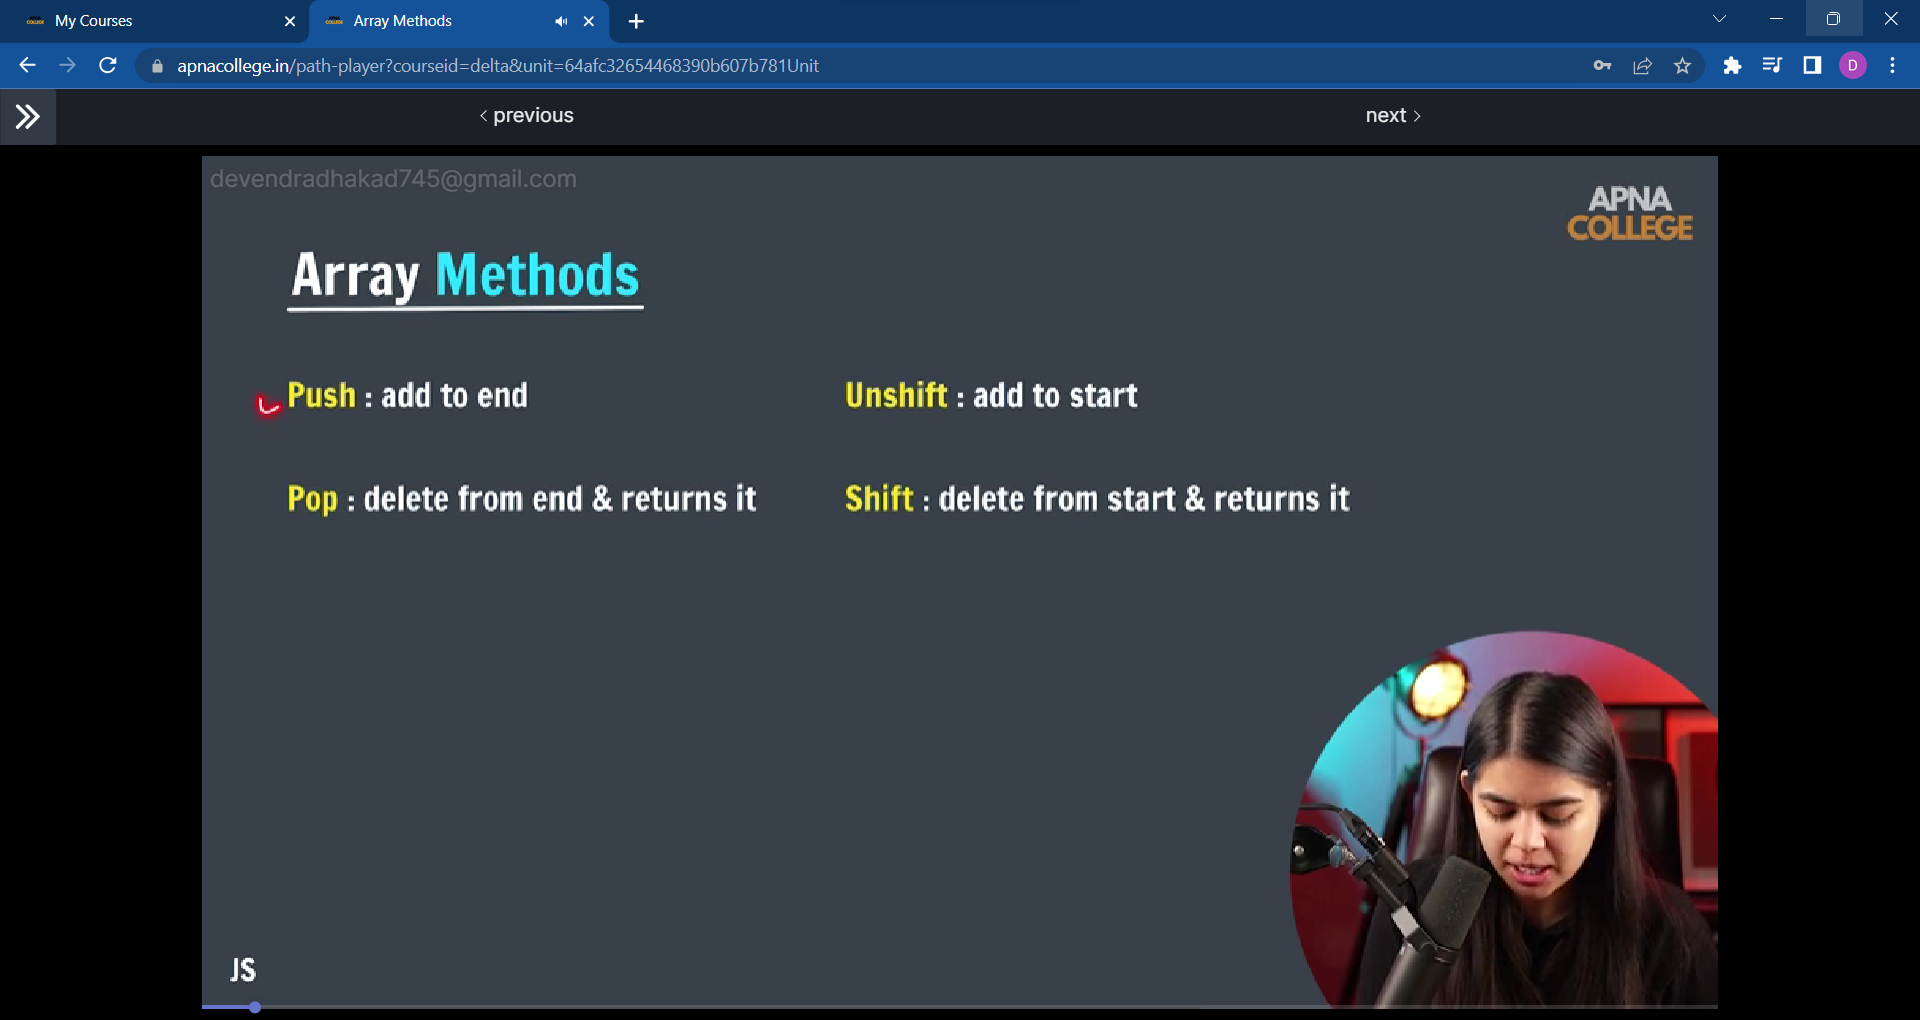 My Courses
Array Methods
apnacollege.in/path-player?courseid=delta&unit=64afc32654468390b607b781Unit
D
< previous
next >
devendradhakad745@gmail.com
APNA
COLLEGE
Array Methods
Push : add to end
Unshift : add to start
Pop : delete from end & returns it
Shift : delete from start & returns it
JS